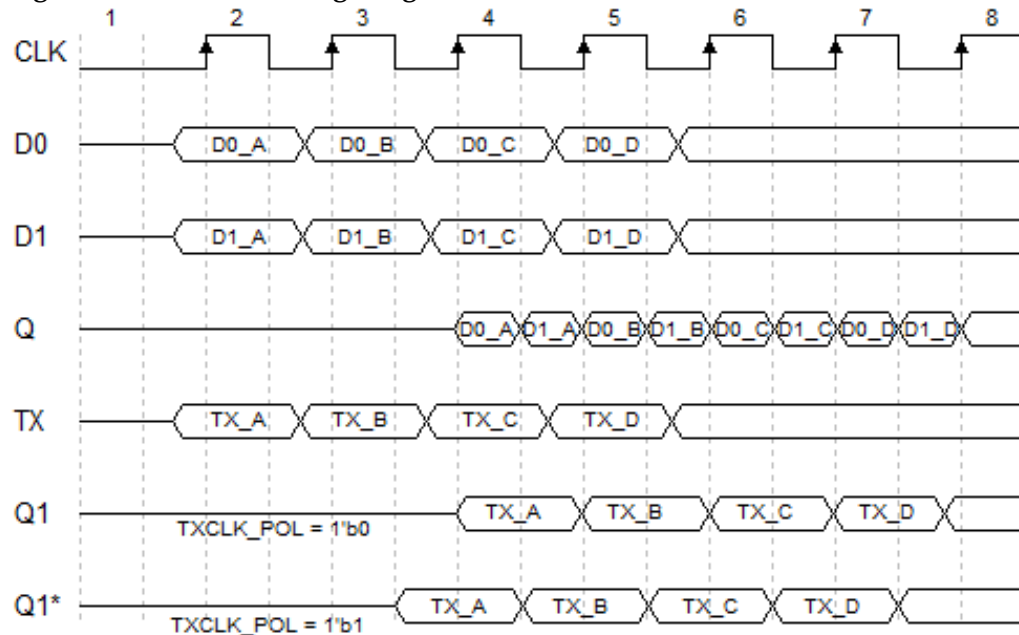 1 2 3 4 5 6 7 8
CLK
D0 D0_A D0_B D0_C D0_D
D1 D1_A D1_B D1_C D1_D
Q D0_A D1_A D0_B D1_B D0_C D1_C D0_D D1_D
TX TX_A TX_B TX_C TX_D
Q1 TX_A TX_B TX_C TX_D
TXCLK_POL = 1'b0
Q1* TX_A TX_B TX_C TX_D
TXCLK_POL = 1'b1